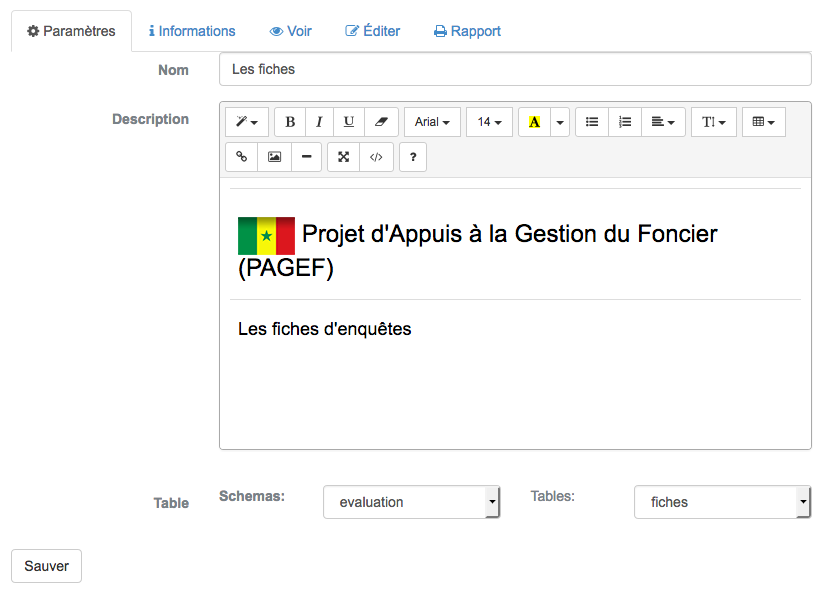 Paramètres Informations Voir Éditer Rapport
Nom Les fiches
Description
B I U Arial 14 A TI
</> ?
Projet d'Appuis à la Gestion du Foncier
(PAGEF)
Les fiches d'enquêtes
Table Schemas: evaluation Tables: fiches
Sauver